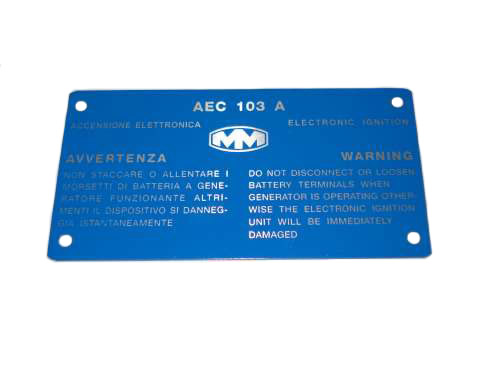 AEC 103 A
ACCENSIONE ELETTRONICA
ELECTRONIC IGNITION
MM
AVVERTENZA
NON STACCARE O ALLENTARE I
MORSETTI DI BATTERIA A GENE-
RATORE FUNZIONANTE ALTRI-
MENTI IL DISPOSITIVO SI DANNEG-
GIA ISTANTANEAMENTE
WARNING
DO NOT DISCONNECT OR LOOSEN
BATTERY TERMINALS WHEN
GENERATOR IS OPERATING OTHER-
WISE THE ELECTRONIC IGNITION
UNIT WILL BE IMMEDIATELY
DAMAGED